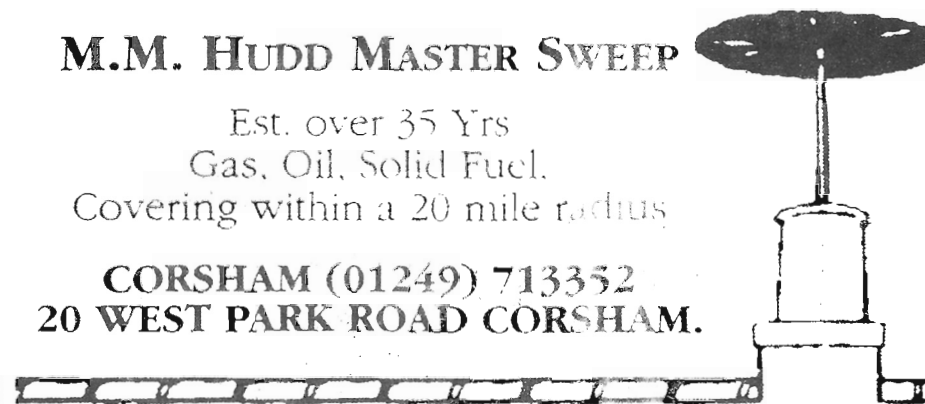 M.M. HUDD MASTER SWEEP
Est. over 35 Yrs
Gas, Oil, Solid Fuel.
Covering within a 20 mile radius
CORSHAM (01249) 713352
20 WEST PARK ROAD CORSHAM.